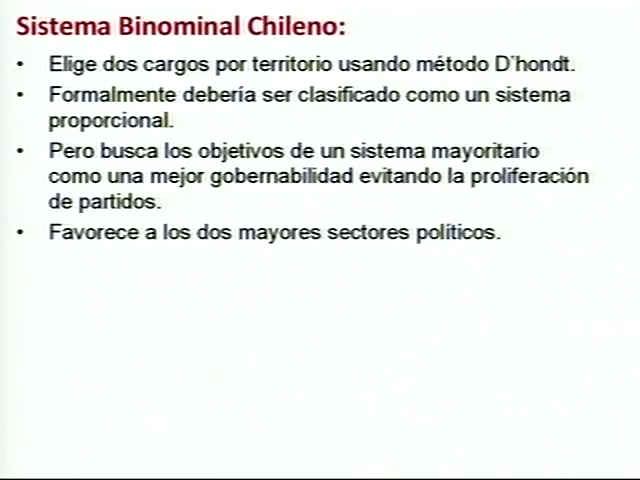 Sistema Binominal Chileno:
• Elige dos cargos por territorio usando método D'hondt.
• Formalmente debería ser clasificado como un sistema
proporcional.
• Pero busca los objetivos de un sistema mayoritario
como una mejor gobernabilidad evitando la proliferación
de partidos.
• Favorece a los dos mayores sectores políticos.